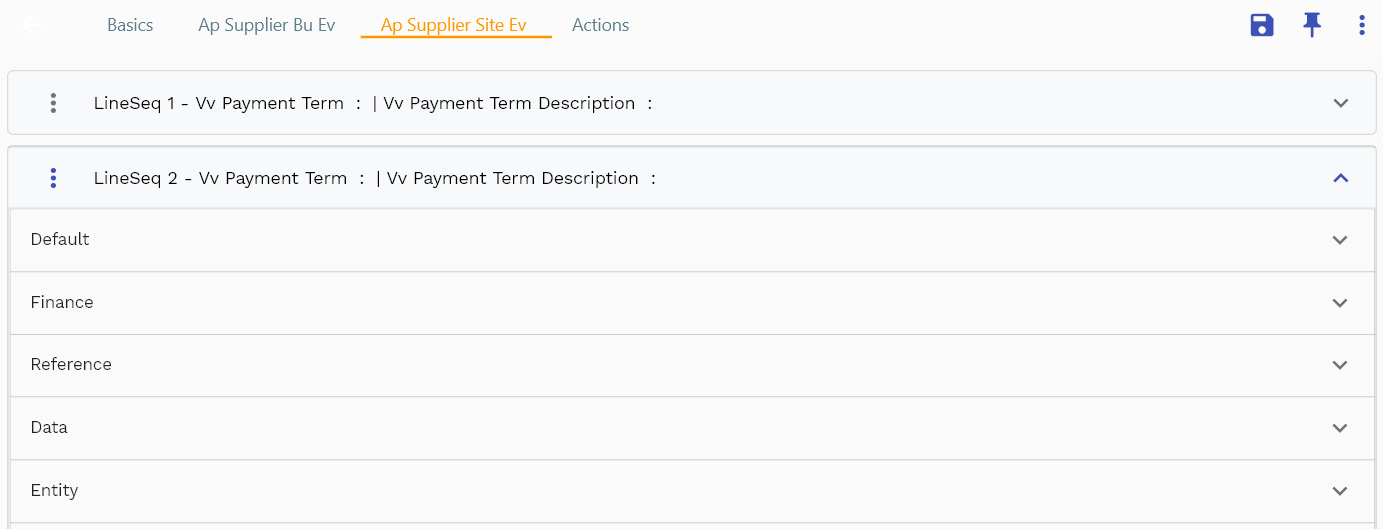 Basics Ap Supplier Bu Ev Ap Supplier Site Ev Actions
LineSeq 1 - Vv Payment Term : | Vv Payment Term Description :
LineSeq 2 - Vv Payment Term : | Vv Payment Term Description :
Default
Finance
Reference
Data
Entity